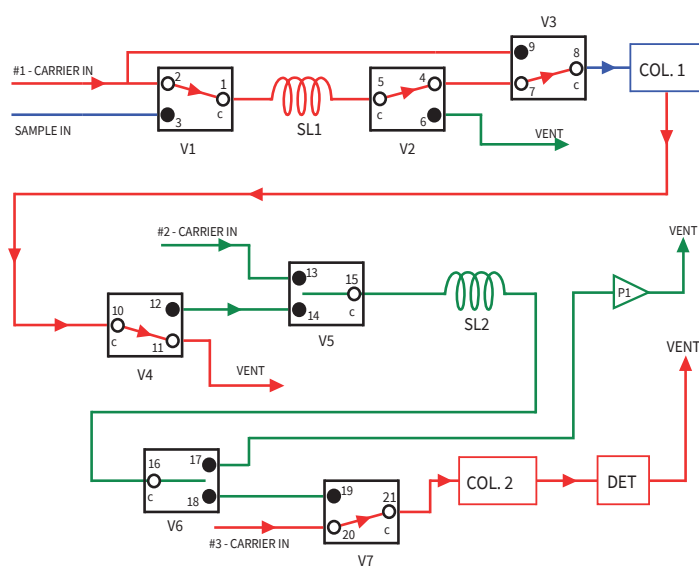 V3
9
8
7
c
COL. 1
#1 - CARRIER IN
2
1
c
3
SAMPLE IN
V1
SL1
5
4
c
6
V2
VENT
#2 - CARRIER IN
13
15
14
c
V5
SL2
P1
VENT
10
12
c
11
V4
VENT
VENT
16
17
c
18
V6
19
21
20
c
V7
#3 - CARRIER IN
COL. 2
DET